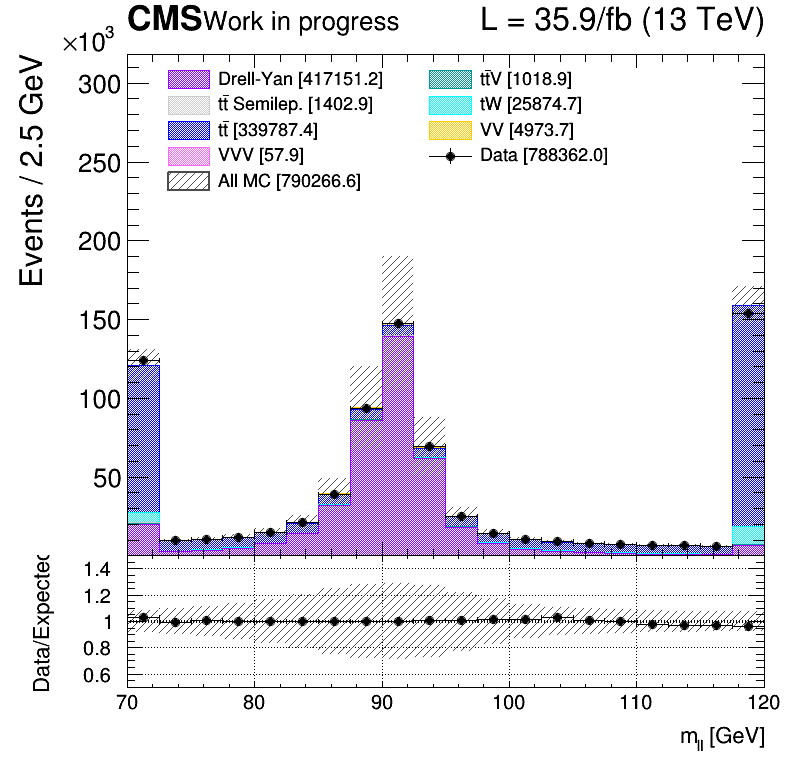 CMS Work in progress L = 35.9/fb (13 TeV)
×10³
Events / 2.5 GeV
300
250
200
150
100
50
Drell-Yan [417151.2]
tt̄ Semilep. [1402.9]
tt̄ [339787.4]
VVV [57.9]
All MC [790266.6]
tt̄V [1018.9]
tW [25874.7]
VV [4973.7]
Data [788362.0]
Data/Expected
1.4
1.2
1
0.8
0.6
70 80 90 100 110 120
m_ll [GeV]